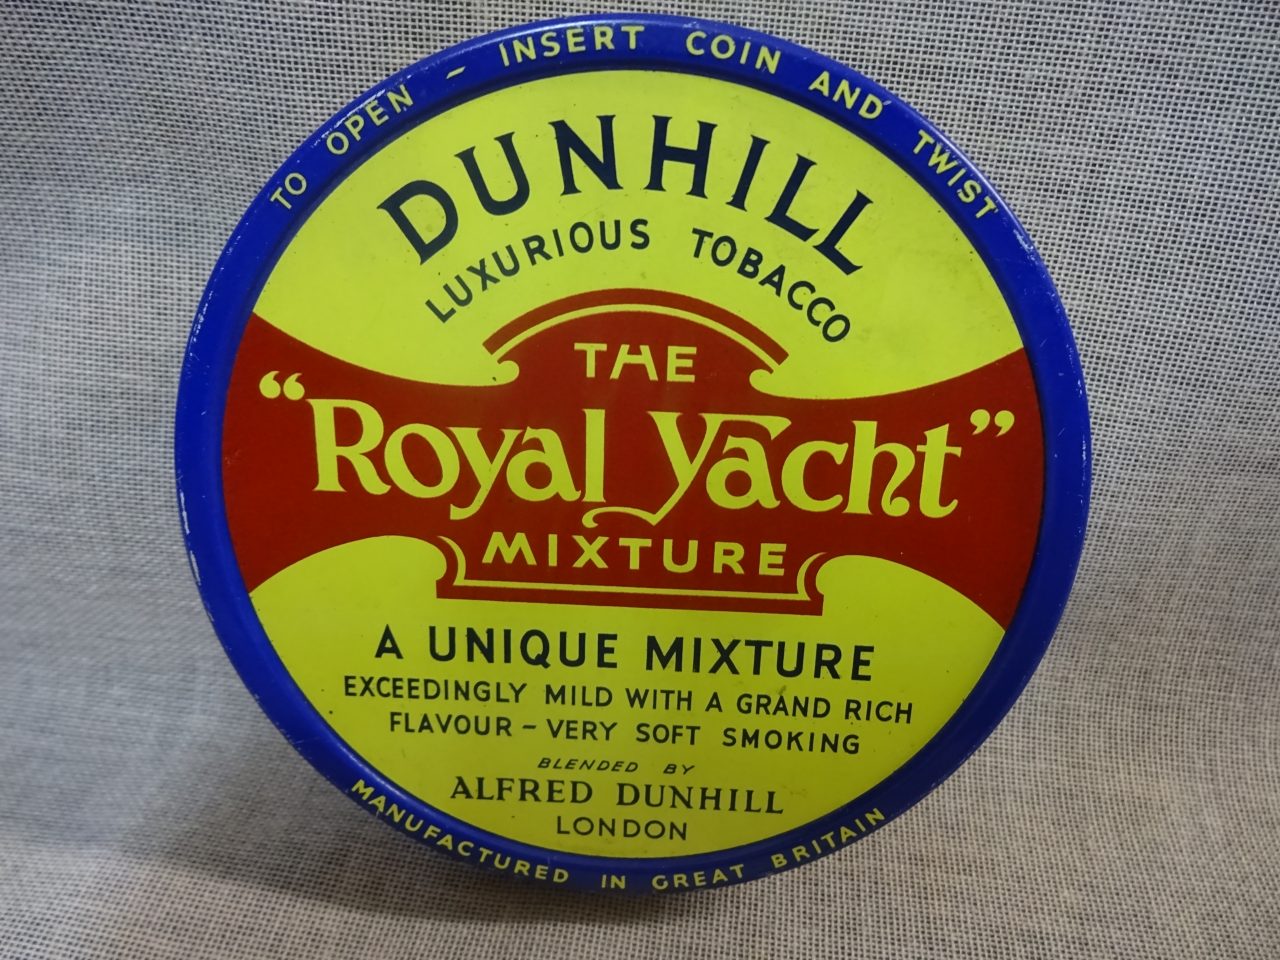 TO OPEN – INSERT COIN AND TWIST
DUNHILL
LUXURIOUS TOBACCO
THE
“Royal Yacht”
MIXTURE
A UNIQUE MIXTURE
EXCEEDINGLY MILD WITH A GRAND RICH
FLAVOUR – VERY SOFT SMOKING
BLENDED BY
ALFRED DUNHILL
LONDON
MANUFACTURED IN GREAT BRITAIN